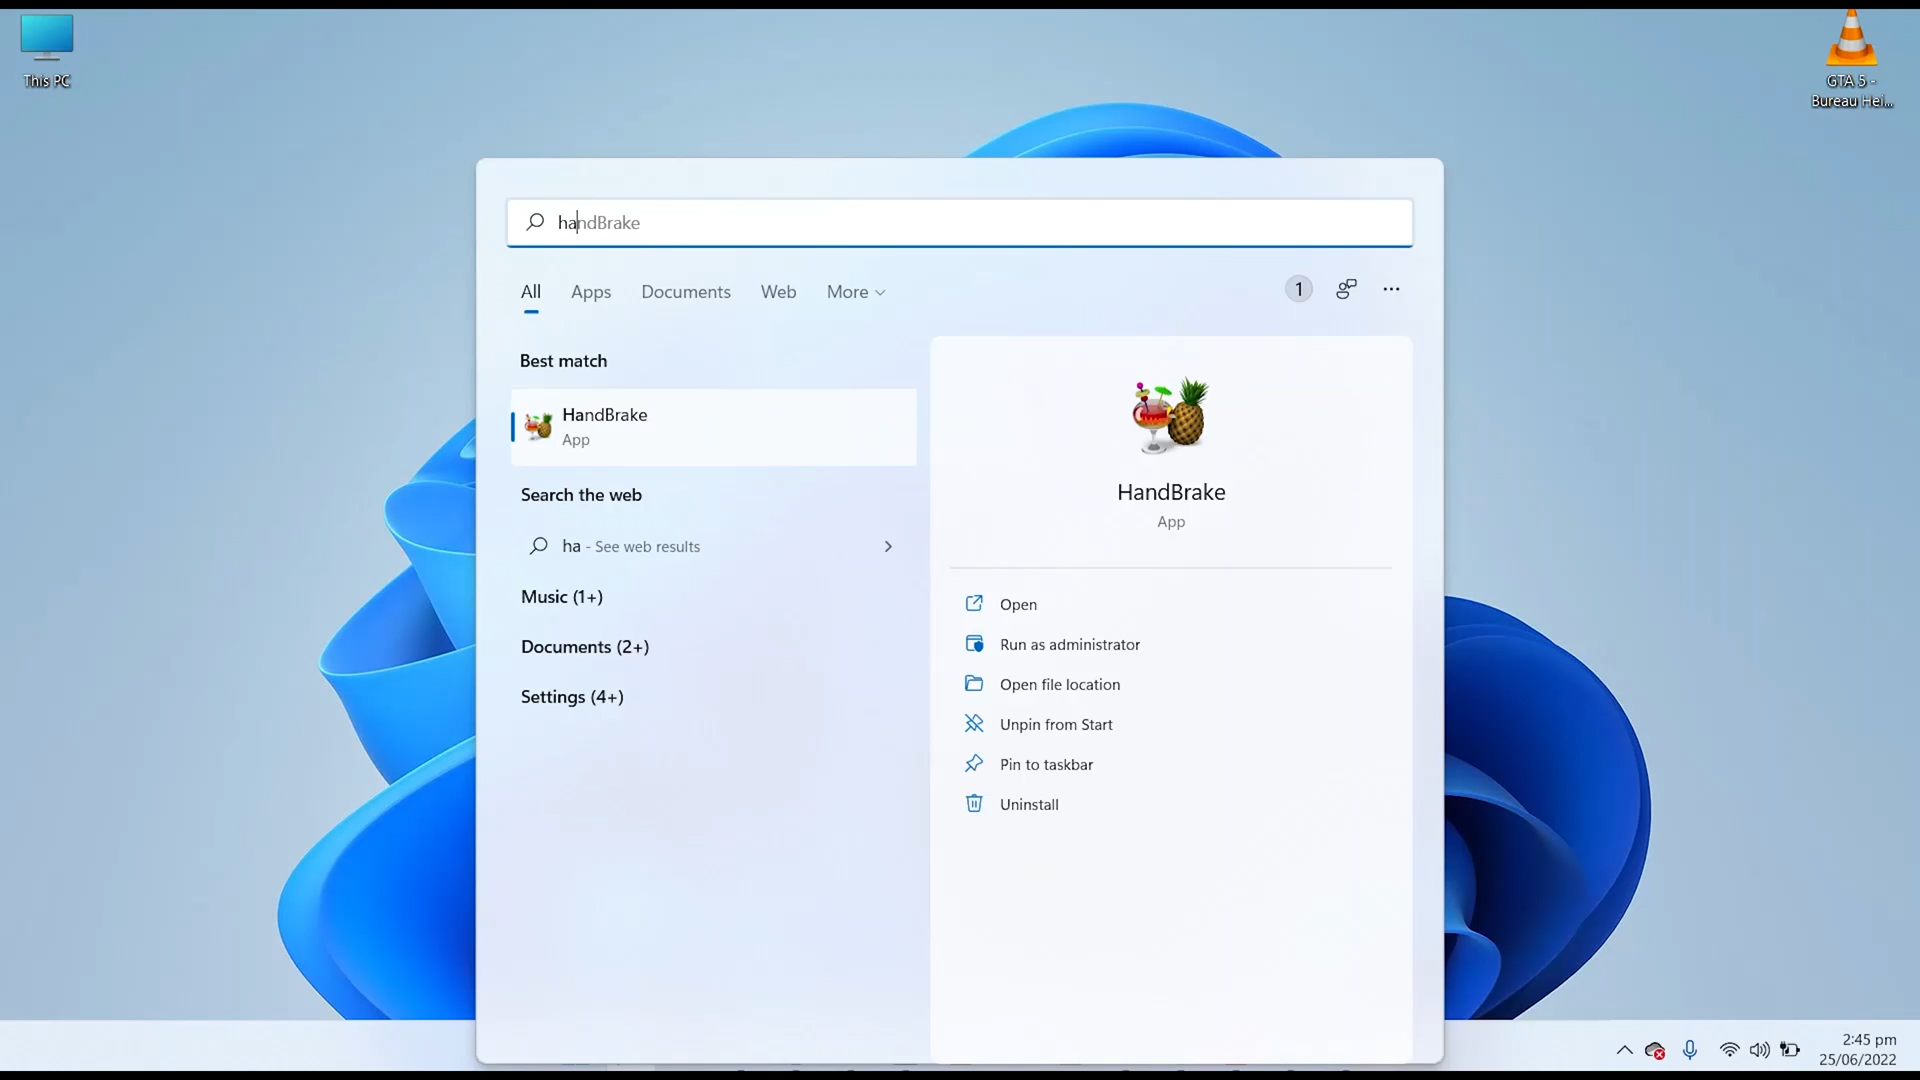 This PC
GTA 5 -
Bureau Hei...
handBrake
All
Apps
Documents
Web
More
1
Best match
HandBrake
App
Search the web
ha - See web results
Music (1+)
Documents (2+)
Settings (4+)
HandBrake
App
Open
Run as administrator
Open file location
Unpin from Start
Pin to taskbar
Uninstall
2:45 pm
25/06/2022